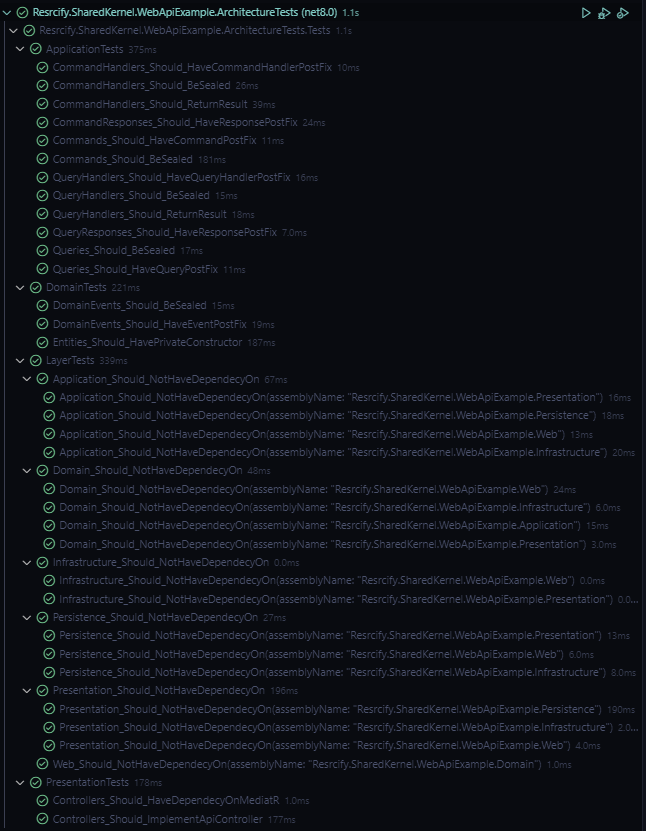 Resrcify.SharedKernel.WebApiExample.ArchitectureTests (net8.0) 1.1s
Resrcify.SharedKernel.WebApiExample.ArchitectureTests.Tests 1.1s
ApplicationTests 375ms
CommandHandlers_Should_HaveCommandHandlerPostFix 10ms
CommandHandlers_Should_BeSealed 26ms
CommandHandlers_Should_ReturnResult 39ms
CommandResponses_Should_HaveResponsePostFix 24ms
Commands_Should_HaveCommandPostFix 11ms
Commands_Should_BeSealed 181ms
QueryHandlers_Should_HaveQueryHandlerPostFix 16ms
QueryHandlers_Should_BeSealed 15ms
QueryHandlers_Should_ReturnResult 18ms
QueryResponses_Should_HaveResponsePostFix 7.0ms
Queries_Should_BeSealed 17ms
Queries_Should_HaveQueryPostFix 11ms
DomainTests 221ms
DomainEvents_Should_BeSealed 15ms
DomainEvents_Should_HaveEventPostFix 19ms
Entities_Should_HavePrivateConstructor 187ms
LayerTests 339ms
Application_Should_NotHaveDependecyOn 67ms
Application_Should_NotHaveDependecyOn(assemblyName: "Resrcify.SharedKernel.WebApiExample.Presentation") 16ms
Application_Should_NotHaveDependecyOn(assemblyName: "Resrcify.SharedKernel.WebApiExample.Persistence") 18ms
Application_Should_NotHaveDependecyOn(assemblyName: "Resrcify.SharedKernel.WebApiExample.Web") 13ms
Application_Should_NotHaveDependecyOn(assemblyName: "Resrcify.SharedKernel.WebApiExample.Infrastructure") 20ms
Domain_Should_NotHaveDependecyOn 48ms
Domain_Should_NotHaveDependecyOn(assemblyName: "Resrcify.SharedKernel.WebApiExample.Web") 24ms
Domain_Should_NotHaveDependecyOn(assemblyName: "Resrcify.SharedKernel.WebApiExample.Infrastructure") 6.0ms
Domain_Should_NotHaveDependecyOn(assemblyName: "Resrcify.SharedKernel.WebApiExample.Application") 15ms
Domain_Should_NotHaveDependecyOn(assemblyName: "Resrcify.SharedKernel.WebApiExample.Presentation") 3.0ms
Infrastructure_Should_NotHaveDependecyOn 0.0ms
Infrastructure_Should_NotHaveDependecyOn(assemblyName: "Resrcify.SharedKernel.WebApiExample.Web") 0.0ms
Infrastructure_Should_NotHaveDependecyOn(assemblyName: "Resrcify.SharedKernel.WebApiExample.Presentation") 0.0...
Persistence_Should_NotHaveDependecyOn 27ms
Persistence_Should_NotHaveDependecyOn(assemblyName: "Resrcify.SharedKernel.WebApiExample.Presentation") 13ms
Persistence_Should_NotHaveDependecyOn(assemblyName: "Resrcify.SharedKernel.WebApiExample.Web") 6.0ms
Persistence_Should_NotHaveDependecyOn(assemblyName: "Resrcify.SharedKernel.WebApiExample.Infrastructure") 8.0ms
Presentation_Should_NotHaveDependecyOn 196ms
Presentation_Should_NotHaveDependecyOn(assemblyName: "Resrcify.SharedKernel.WebApiExample.Persistence") 190ms
Presentation_Should_NotHaveDependecyOn(assemblyName: "Resrcify.SharedKernel.WebApiExample.Infrastructure") 2.0...
Presentation_Should_NotHaveDependecyOn(assemblyName: "Resrcify.SharedKernel.WebApiExample.Web") 4.0ms
Web_Should_NotHaveDependecyOn(assemblyName: "Resrcify.SharedKernel.WebApiExample.Domain") 1.0ms
PresentationTests 178ms
Controllers_Should_HaveDependecyOnMediatR 1.0ms
Controllers_Should_ImplementApiController 177ms